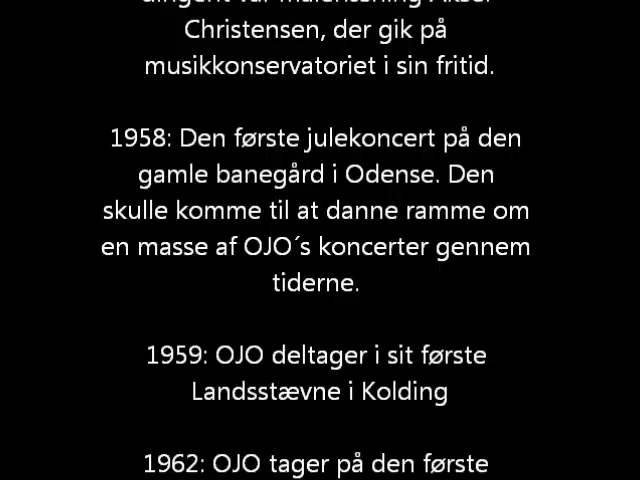 Christensen, der gik på
musikkonservatoriet i sin fritid.
1958: Den første julekoncert på den
gamle banegård i Odense. Den
skulle komme til at danne ramme om
en masse af OJO´s koncerter gennem
tiderne.
1959: OJO deltager i sit første
Landsstævne i Kolding
1962: OJO tager på den første